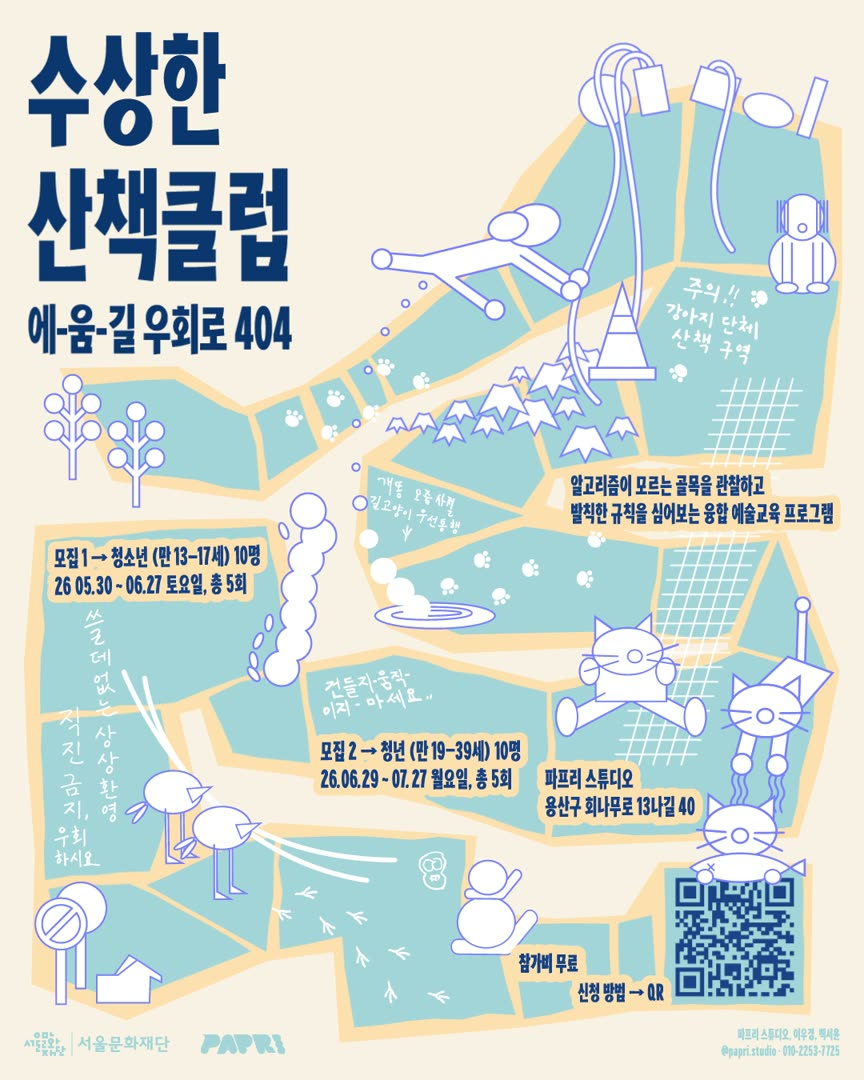 수상한
산책클럽
에-움-길 우회로 404
주의!!
강아지 단체
산책 구역
알고리즘이 모르는 골목을 관찰하고
발칙한 규칙을 심어보는 융합 예술교육 프로그램
개똥 요줌사절
길고양이 우선통행
모집 1 → 청소년 (만 13-17세) 10명
26 05.30 ~ 06.27 토요일, 총 5회
쓸데없는 상상 환영
직진 금지,
우회
하시오
건들지-움직-
이지-마세요..
모집 2 → 청년 (만 19-39세) 10명
26.06.29 ~ 07.27 월요일, 총 5회
파프리 스튜디오
용산구 회나무로 13나길 40
참가비 무료
신청 방법 → QR
서울문화재단
서울문화재단
PAPRI
파프리 스튜디오, 이우경, 백서윤
@papri.studio · 010-2253-7725